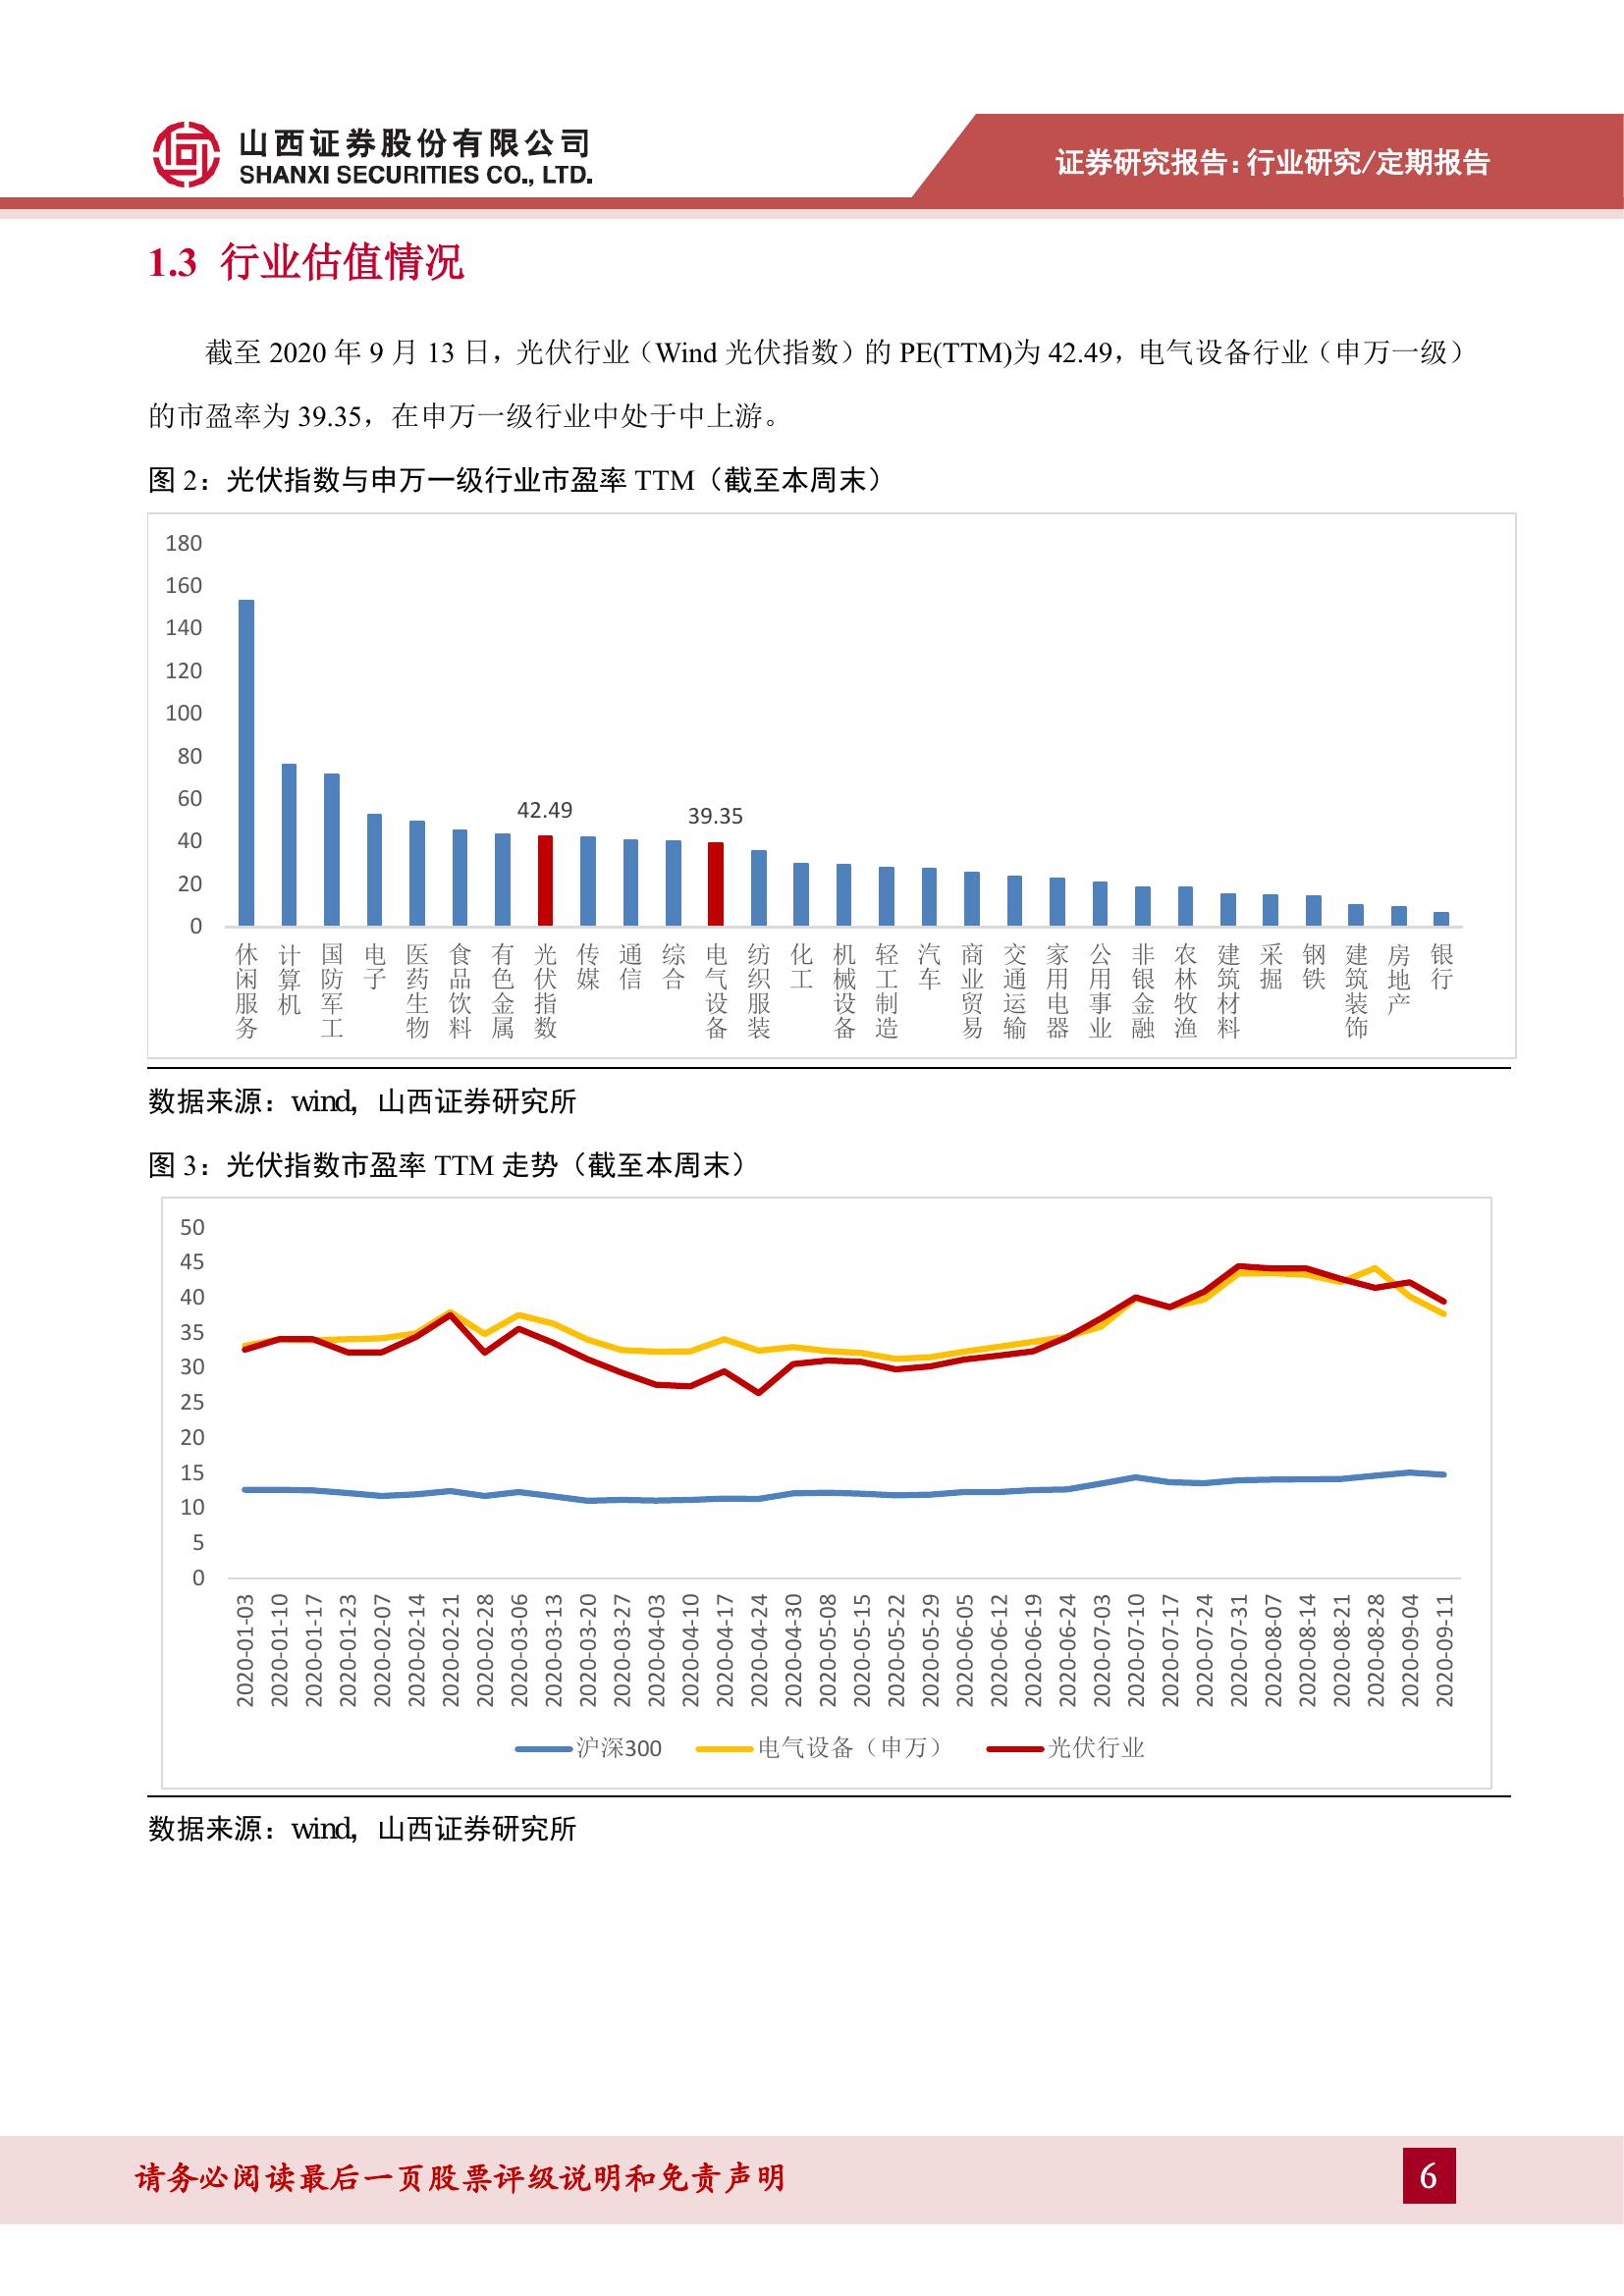 山西证券股份有限公司
SHANXI SECURITIES CO., LTD.
证券研究报告:行业研究/定期报告
1.3 行业估值情况
截至 2020 年 9 月 13 日，光伏行业（Wind 光伏指数）的 PE(TTM)为 42.49，电气设备行业（申万一级）
的市盈率为 39.35，在申万一级行业中处于中上游。
图 2：光伏指数与申万一级行业市盈率 TTM（截至本周末）
180
160
140
120
100
80
60
40
20
0
42.49
39.35
休闲服务
计算机
国防军工
电子
医药生物
食品饮料
有色金属
光伏指数
传媒
通信
综合
电气设备
纺织服装
化工
机械设备
轻工制造
汽车
商业贸易
交通运输
家用电器
公用事业
非银金融
农林牧渔
建筑材料
采掘
钢铁
建筑装饰
房地产
银行
数据来源：wind，山西证券研究所
图 3：光伏指数市盈率 TTM 走势（截至本周末）
50
45
40
35
30
25
20
15
10
5
0
2020-01-03
2020-01-10
2020-01-17
2020-01-23
2020-02-07
2020-02-14
2020-02-21
2020-02-28
2020-03-06
2020-03-13
2020-03-20
2020-03-27
2020-04-03
2020-04-10
2020-04-17
2020-04-24
2020-04-30
2020-05-08
2020-05-15
2020-05-22
2020-05-29
2020-06-05
2020-06-12
2020-06-19
2020-06-24
2020-07-03
2020-07-10
2020-07-17
2020-07-24
2020-07-31
2020-08-07
2020-08-14
2020-08-21
2020-08-28
2020-09-04
2020-09-11
沪深300 电气设备（申万） 光伏行业
数据来源：wind，山西证券研究所
请务必阅读最后一页股票评级说明和免责声明
6